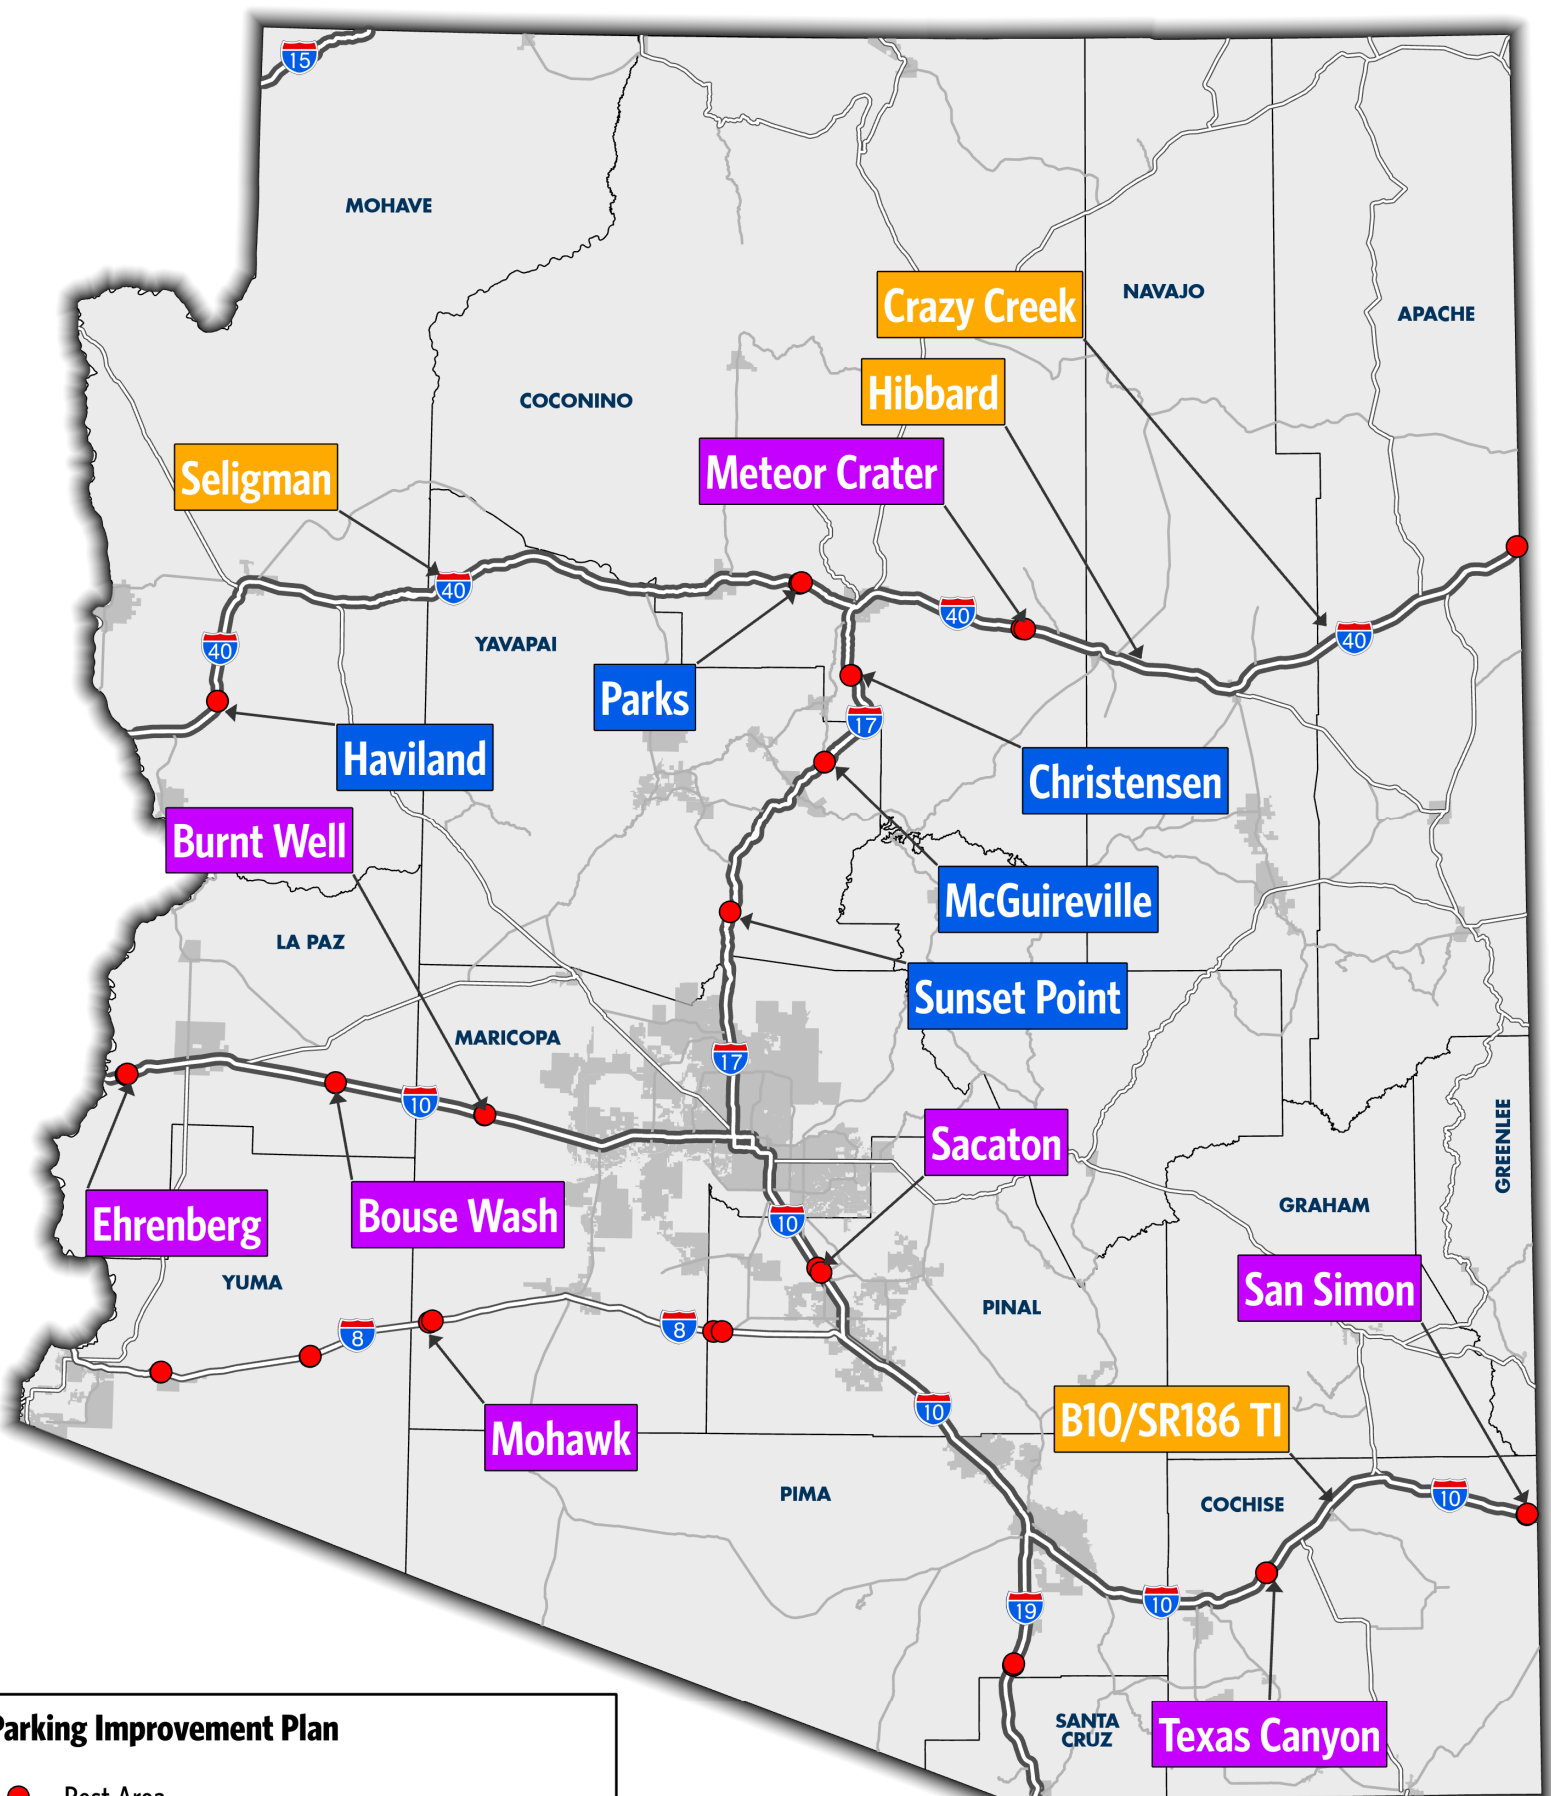 15
MOHAVE
Crazy Creek
NAVAJO
APACHE
Hibbard
COCONINO
Meteor Crater
Seligman
40
40
40
40
YAVAPAI
Parks
17
Haviland
Christensen
Burnt Well
McGuireville
LA PAZ
Sunset Point
MARICOPA
17
10
GREENLEE
Sacaton
Ehrenberg
Bouse Wash
10
GRAHAM
YUMA
San Simon
PINAL
8
8
10
B10/SR186 TI
Mohawk
PIMA
COCHISE
10
10
19
SANTA
CRUZ
Texas Canyon
Parking Improvement Plan
Rest Area